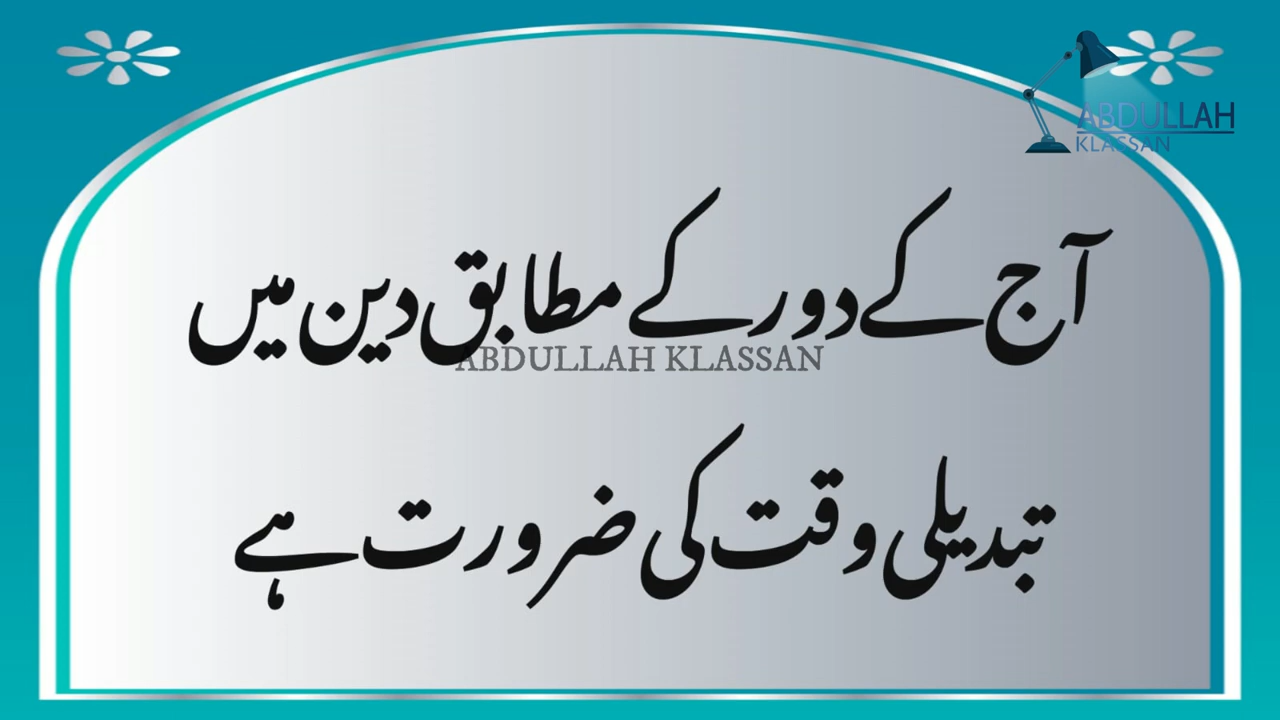 ABDULLAH
KLASSAN
آج کے دور کے مطابق دین میں
ABDULLAH KLASSAN
تبدیلی وقت کی ضرورت ہے